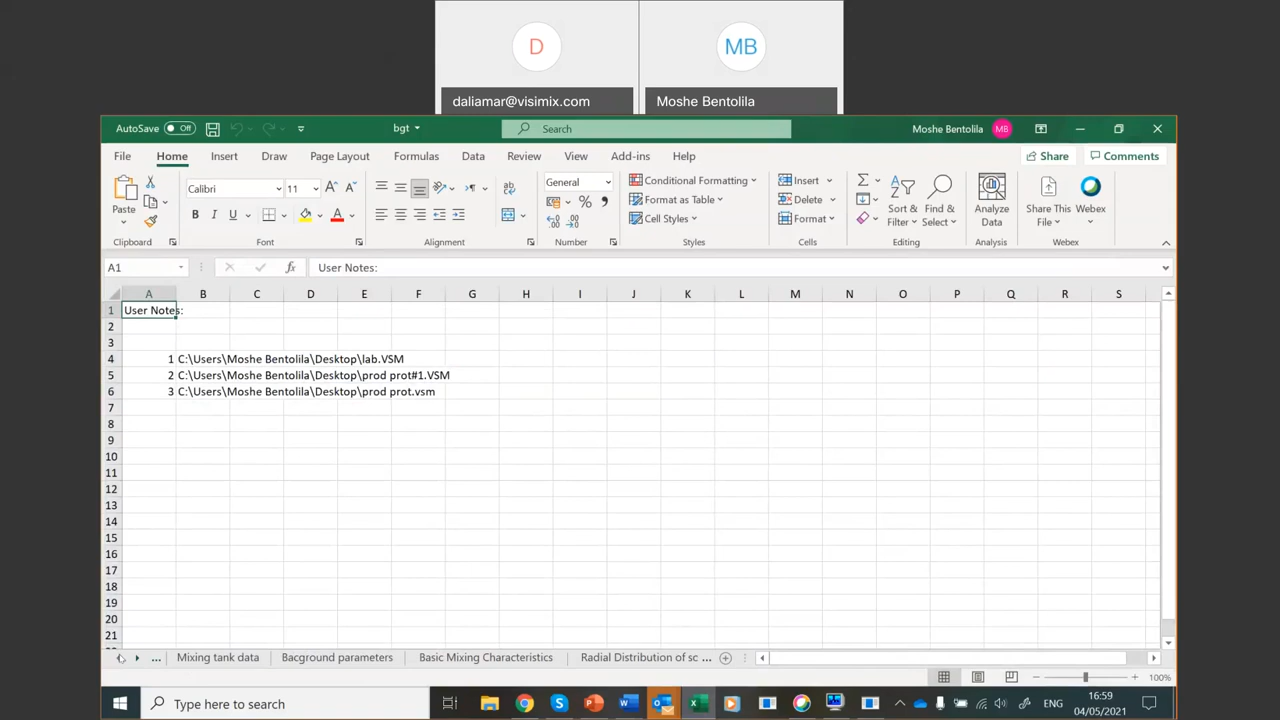 D
MB
daliamar@visimix.com
Moshe Bentolila
AutoSave Off
bgt
Search
Moshe Bentolila MB
File Home Insert Draw Page Layout Formulas Data Review View Add-ins Help
Share Comments
Paste
Calibri 11
B I U
General
Conditional Formatting
Format as Table
Cell Styles
Insert
Delete
Format
Sort & Filter
Find & Select
Analyze Data
Share This File
Webex
Clipboard Font Alignment Number Styles Cells Editing Analysis Webex
A1 fx User Notes:
A B C D E F G H I J K L M N O P Q R S
1 User Notes:
2
3
4 1 C:\Users\Moshe Bentolila\Desktop\lab.VSM
5 2 C:\Users\Moshe Bentolila\Desktop\prod prot#1.VSM
6 3 C:\Users\Moshe Bentolila\Desktop\prod prot.vsm
7
8
9
10
11
12
13
14
15
16
17
18
19
20
21
... Mixing tank data Bacground parameters Basic Mixing Characteristics Radial Distribution of sc ...
100%
Type here to search
ENG
16:59
04/05/2021